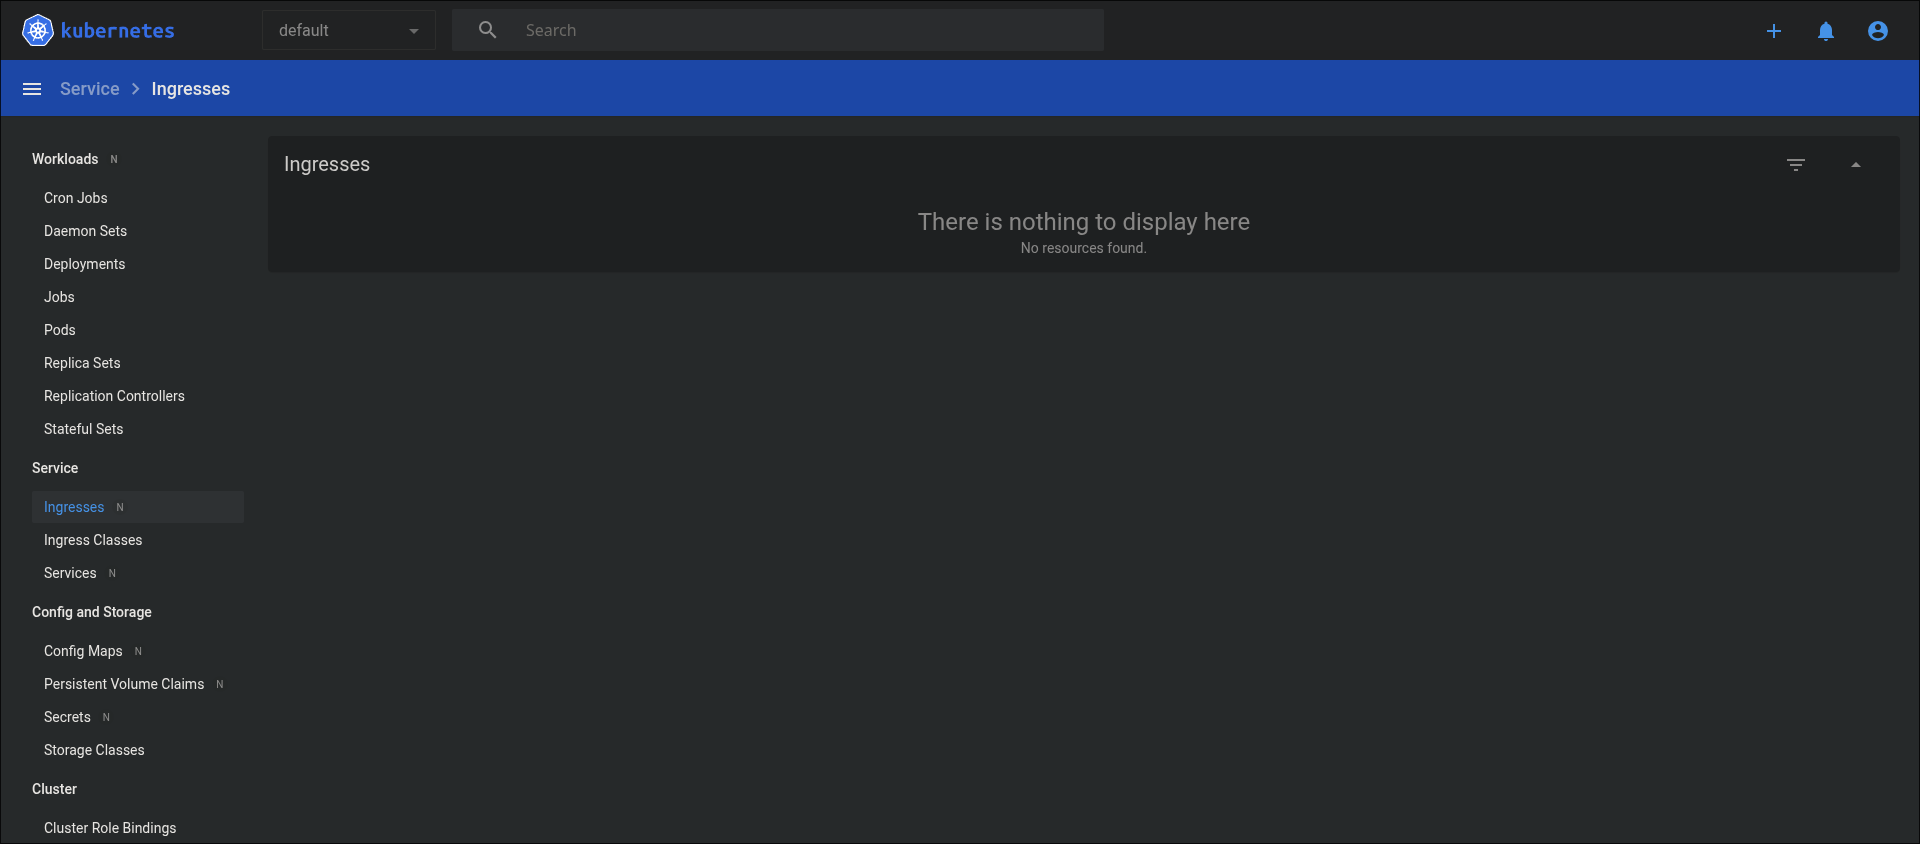 kubernetes
default
Search
Service > Ingresses
Workloads N
Cron Jobs
Daemon Sets
Deployments
Jobs
Pods
Replica Sets
Replication Controllers
Stateful Sets
Service
Ingresses N
Ingress Classes
Services N
Config and Storage
Config Maps N
Persistent Volume Claims N
Secrets N
Storage Classes
Cluster
Cluster Role Bindings
Ingresses
There is nothing to display here
No resources found.